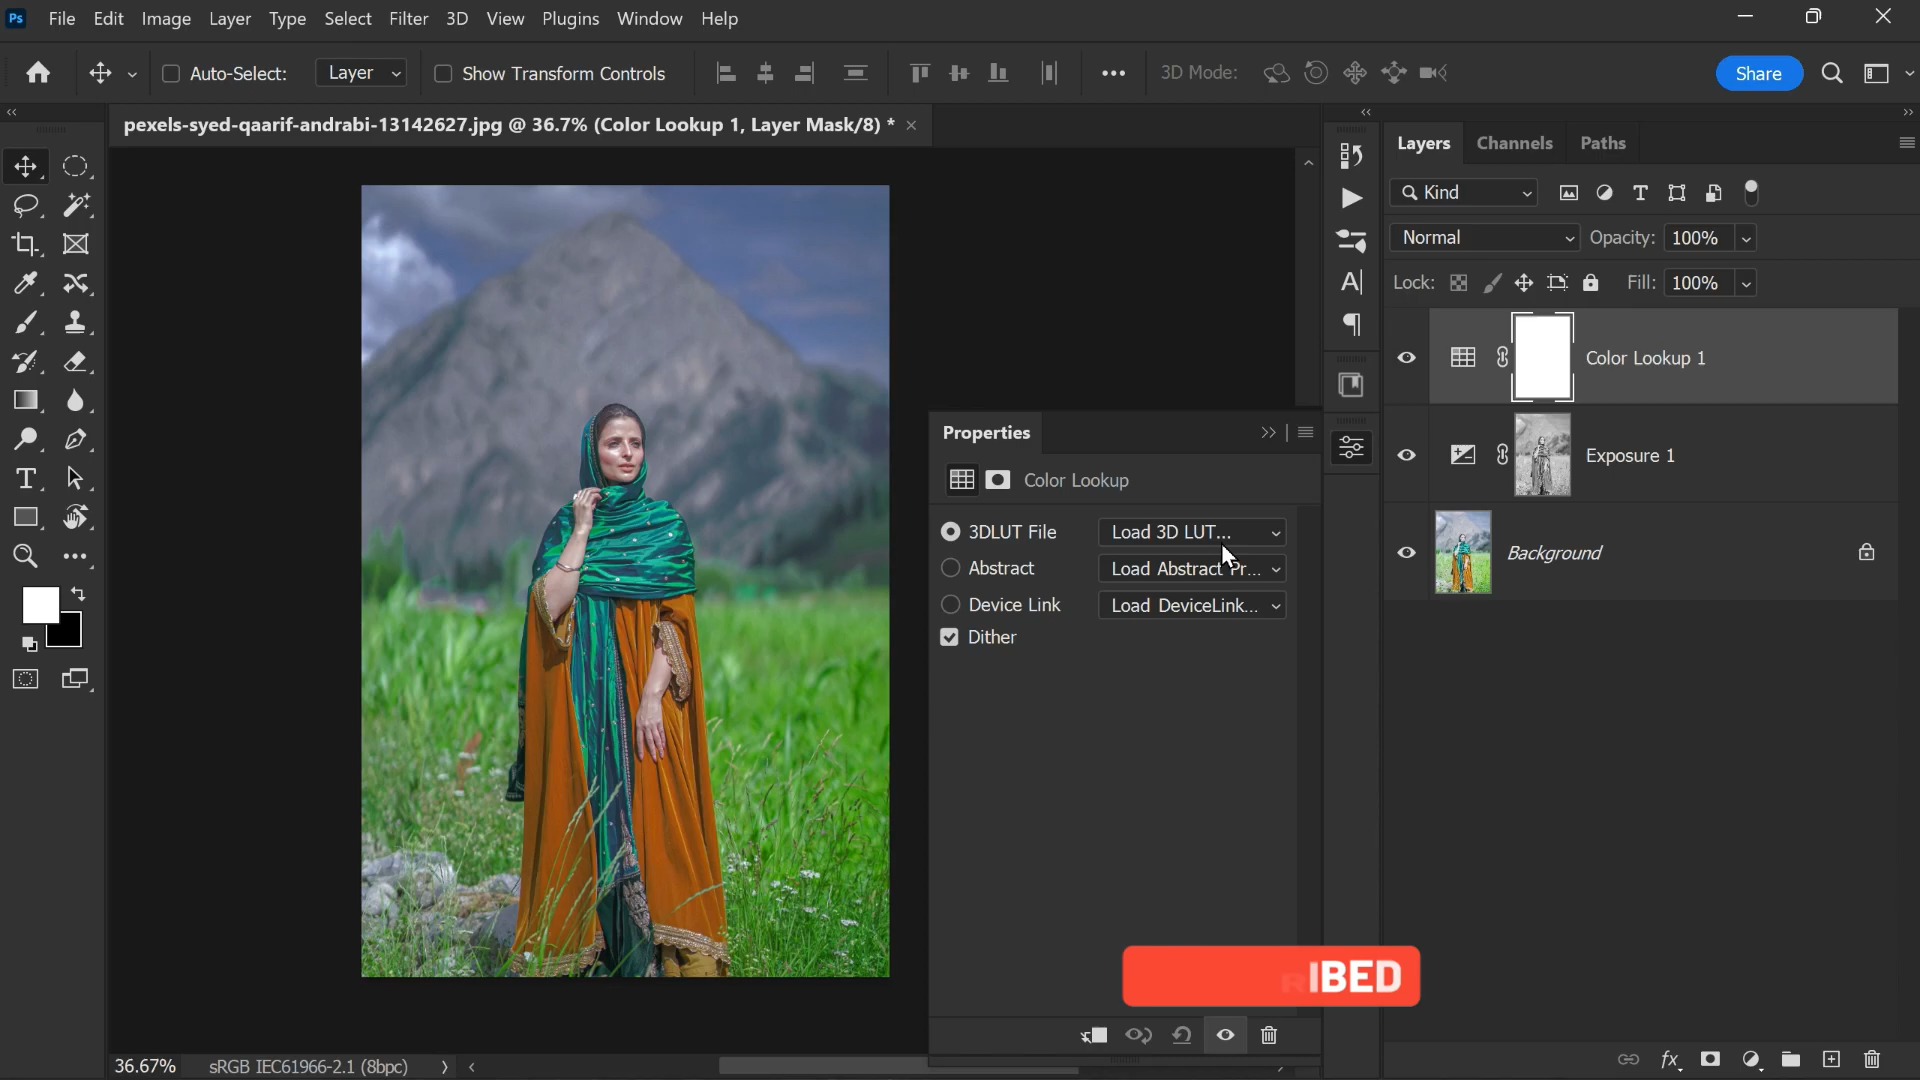 Ps File Edit Image Layer Type Select Filter 3D View Plugins Window Help
Auto-Select: Layer Show Transform Controls 3D Mode: Share
pexels-syed-qaarif-andrabi-13142627.jpg @ 36.7% (Color Lookup 1, Layer Mask/8) *
Layers Channels Paths
Kind
Normal Opacity: 100%
Lock: Fill: 100%
Color Lookup 1
Exposure 1
Background
Properties
Color Lookup
3DLUT File Load 3D LUT...
Abstract Load Abstract Pr...
Device Link Load DeviceLink...
Dither
RIBED
36.67% sRGB IEC61966-2.1 (8bpc)